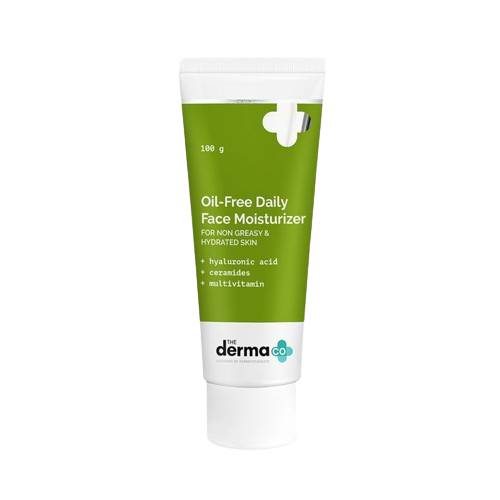 100 g
Oil-Free Daily
Face Moisturizer
FOR NON GREASY &
HYDRATED SKIN
+ hyaluronic acid
+ ceramides
+ multivitamin
THE
derma co